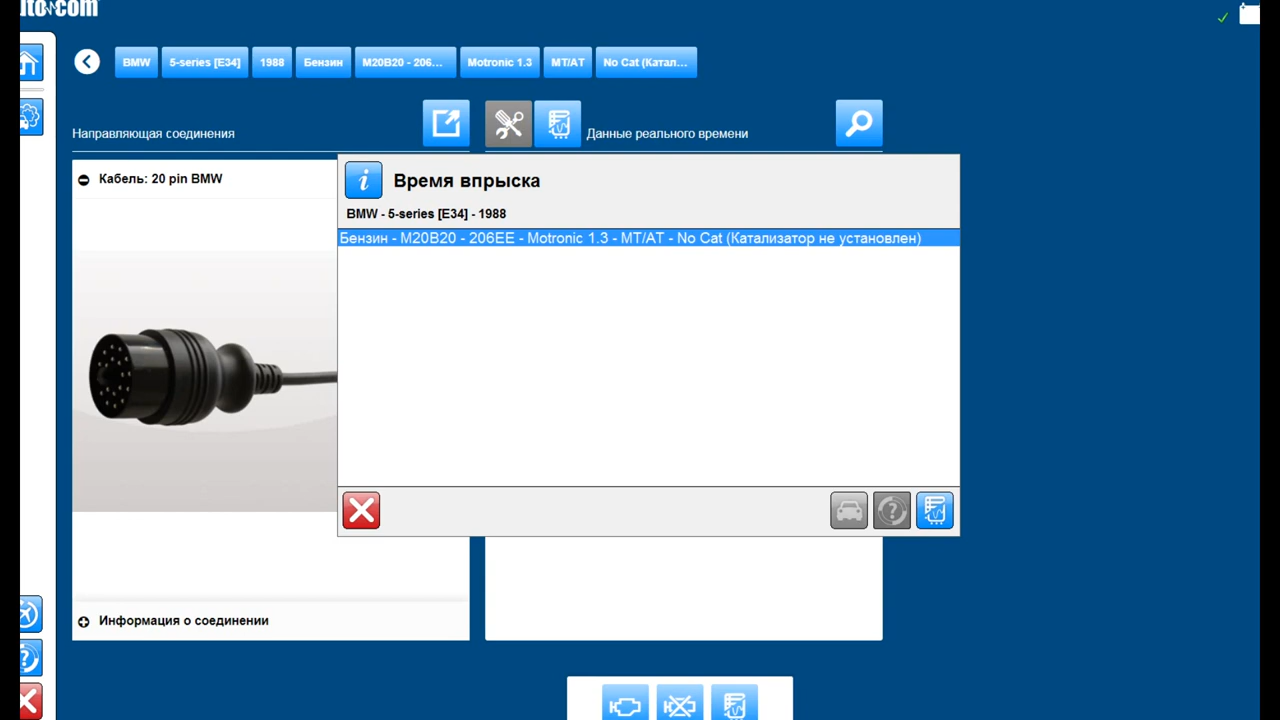 auto com
BMW
5-series [E34]
1988
Бензин
M20B20 - 206...
Motronic 1.3
MT/AT
No Cat (Катал...
Направляющая соединения
Данные реального времени
Кабель: 20 pin BMW
Время впрыска
BMW - 5-series [E34] - 1988
Бензин - M20B20 - 206EE - Motronic 1.3 - MT/AT - No Cat (Катализатор не установлен)
Информация о соединении